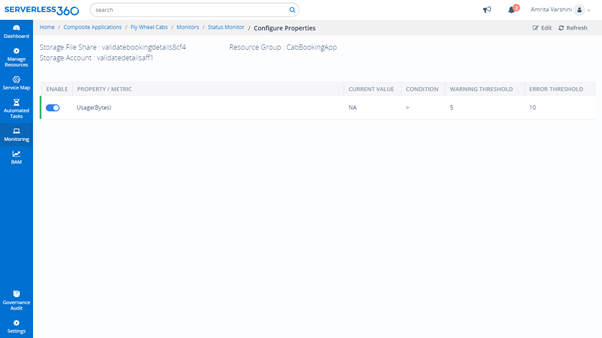 SERVERLESS360
search
Amrita Varshini
Home / Composite Applications / Fly Wheel Cabs / Monitors / Status Monitor / Configure Properties
Edit Refresh
Dashboard
Manage
Resources
Service Map
Automated
Tasks
Monitoring
BAM
Governance
Audit
Settings
Storage File Share : validatebookingdetails8cf4 Resource Group : CabBookingApp
Storage Account : validatedetailsaff1
ENABLE PROPERTY / METRIC CURRENT VALUE CONDITION WARNING THRESHOLD ERROR THRESHOLD
Usage(Bytes) NA > 5 10